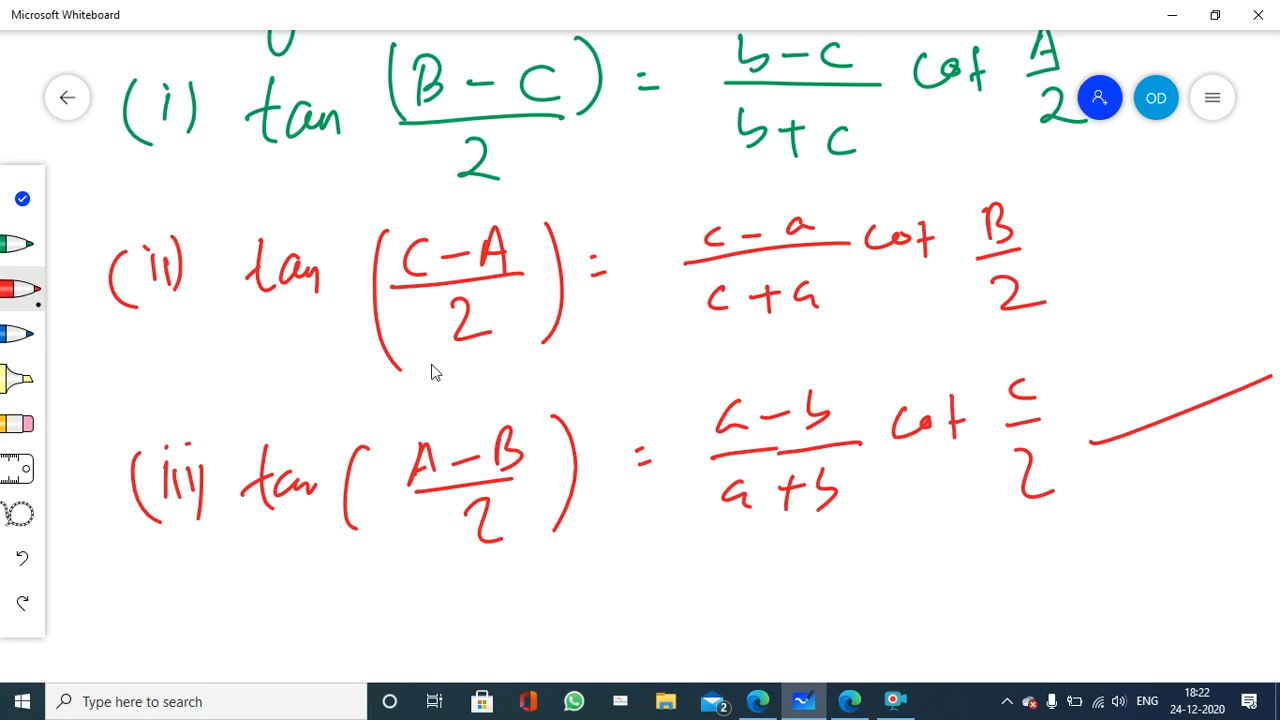 Microsoft Whiteboard
(i) tan (B - C)/2 = b - c / b + c cot A/2
OD
(ii) tan (C - A / 2) = c - a / c + a cot B/2
(iii) tan (A - B / 2) = a - b / a + b cot C/2
Type here to search
2
ENG
18:22
24-12-2020